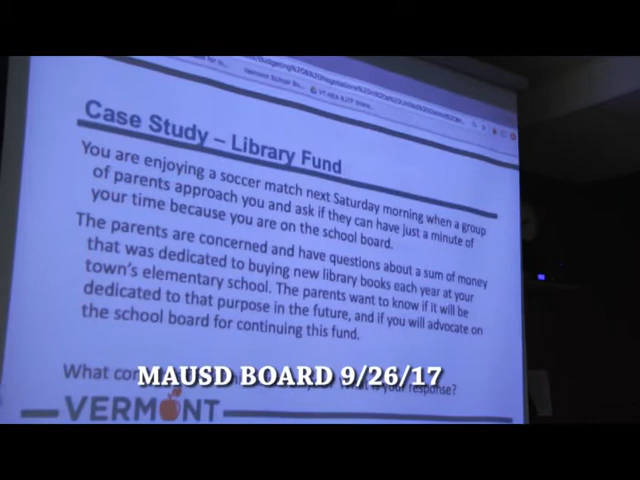 Case Study – Library Fund
You are enjoying a soccer match next Saturday morning when a group
of parents approach you and ask if they can have just a minute of
your time because you are on the school board.
The parents are concerned and have questions about a sum of money
that was dedicated to buying new library books each year at your
town's elementary school. The parents want to know if it will be
dedicated to that purpose in the future, and if you will advocate on
the school board for continuing this fund.
What is your response?
MAUSD BOARD 9/26/17
VERMONT